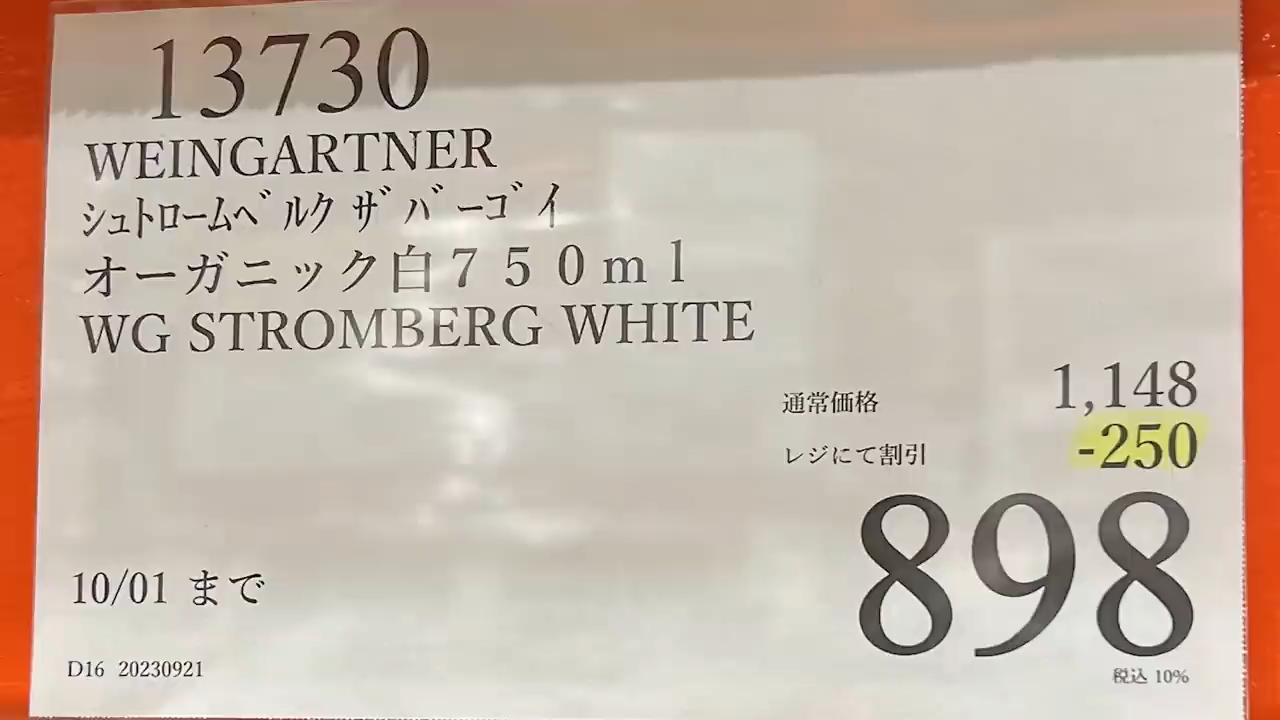 13730
WEINGARTNER
ｼｭﾄﾛｰﾑﾍﾞﾙｸ ｻﾞﾊﾞｰｺﾞｲ
オーガニック白７５０ｍｌ
WG STROMBERG WHITE
通常価格 1,148
レジにて割引 -250
898
10/01 まで
税込 10%
D16 20230921